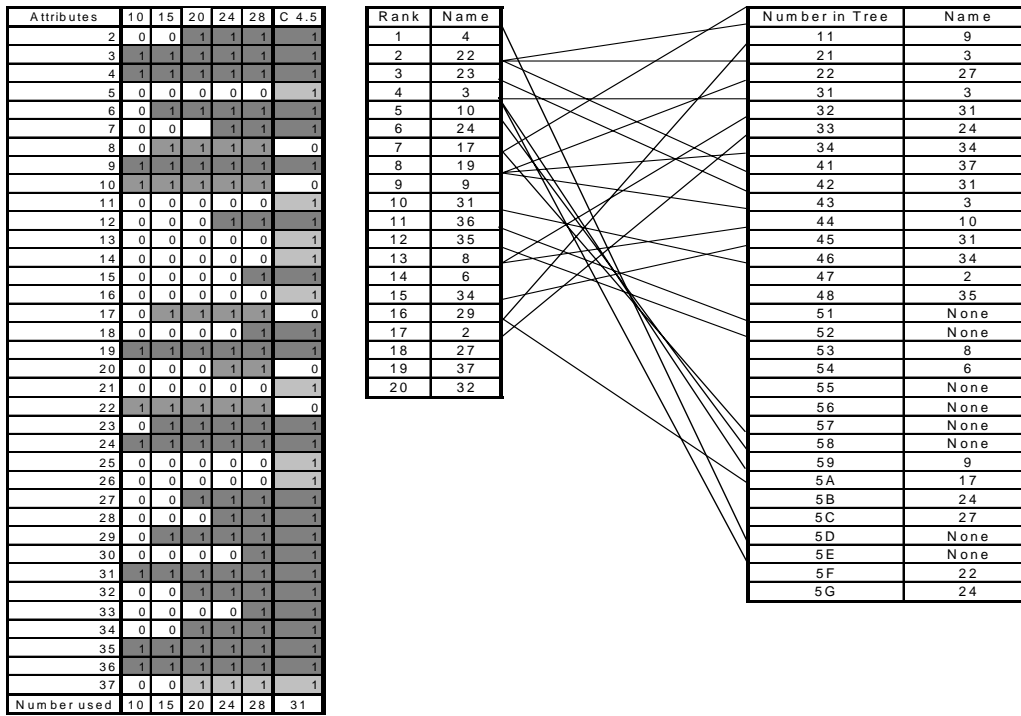 Attributes 10 15 20 24 28 C 4.5
2 0 0 1 1 1 1
3 1 1 1 1 1 1
4 1 1 1 1 1 1
5 0 0 0 0 0 1
6 0 1 1 1 1 1
7 0 0 1 1 1
8 0 1 1 1 1 0
9 1 1 1 1 1 1
10 1 1 1 1 1 0
11 0 0 0 0 0 1
12 0 0 0 1 1 1
13 0 0 0 0 0 1
14 0 0 0 0 0 1
15 0 0 0 0 1 1
16 0 0 0 0 0 1
17 0 1 1 1 1 0
18 0 0 0 0 1 1
19 1 1 1 1 1 1
20 0 0 0 1 1 0
21 0 0 0 0 0 1
22 1 1 1 1 1 0
23 0 1 1 1 1 1
24 1 1 1 1 1 1
25 0 0 0 0 0 1
26 0 0 0 0 0 1
27 0 0 1 1 1 1
28 0 0 0 1 1 1
29 0 1 1 1 1 1
30 0 0 0 0 1 1
31 1 1 1 1 1 1
32 0 0 1 1 1 1
33 0 0 0 0 1 1
34 0 0 1 1 1 1
35 1 1 1 1 1 1
36 1 1 1 1 1 1
37 0 0 1 1 1 1
Number used 10 15 20 24 28 31
Rank Name
1 4
2 22
3 23
4 3
5 10
6 24
7 17
8 19
9 9
10 31
11 36
12 35
13 8
14 6
15 34
16 29
17 2
18 27
19 37
20 32
Number in Tree Name
11 9
21 3
22 27
31 3
32 31
33 24
34 34
41 37
42 31
43 3
44 10
45 31
46 34
47 2
48 35
51 None
52 None
53 8
54 6
55 None
56 None
57 None
58 None
59 9
5A 17
5B 24
5C 27
5D None
5E None
5F 22
5G 24